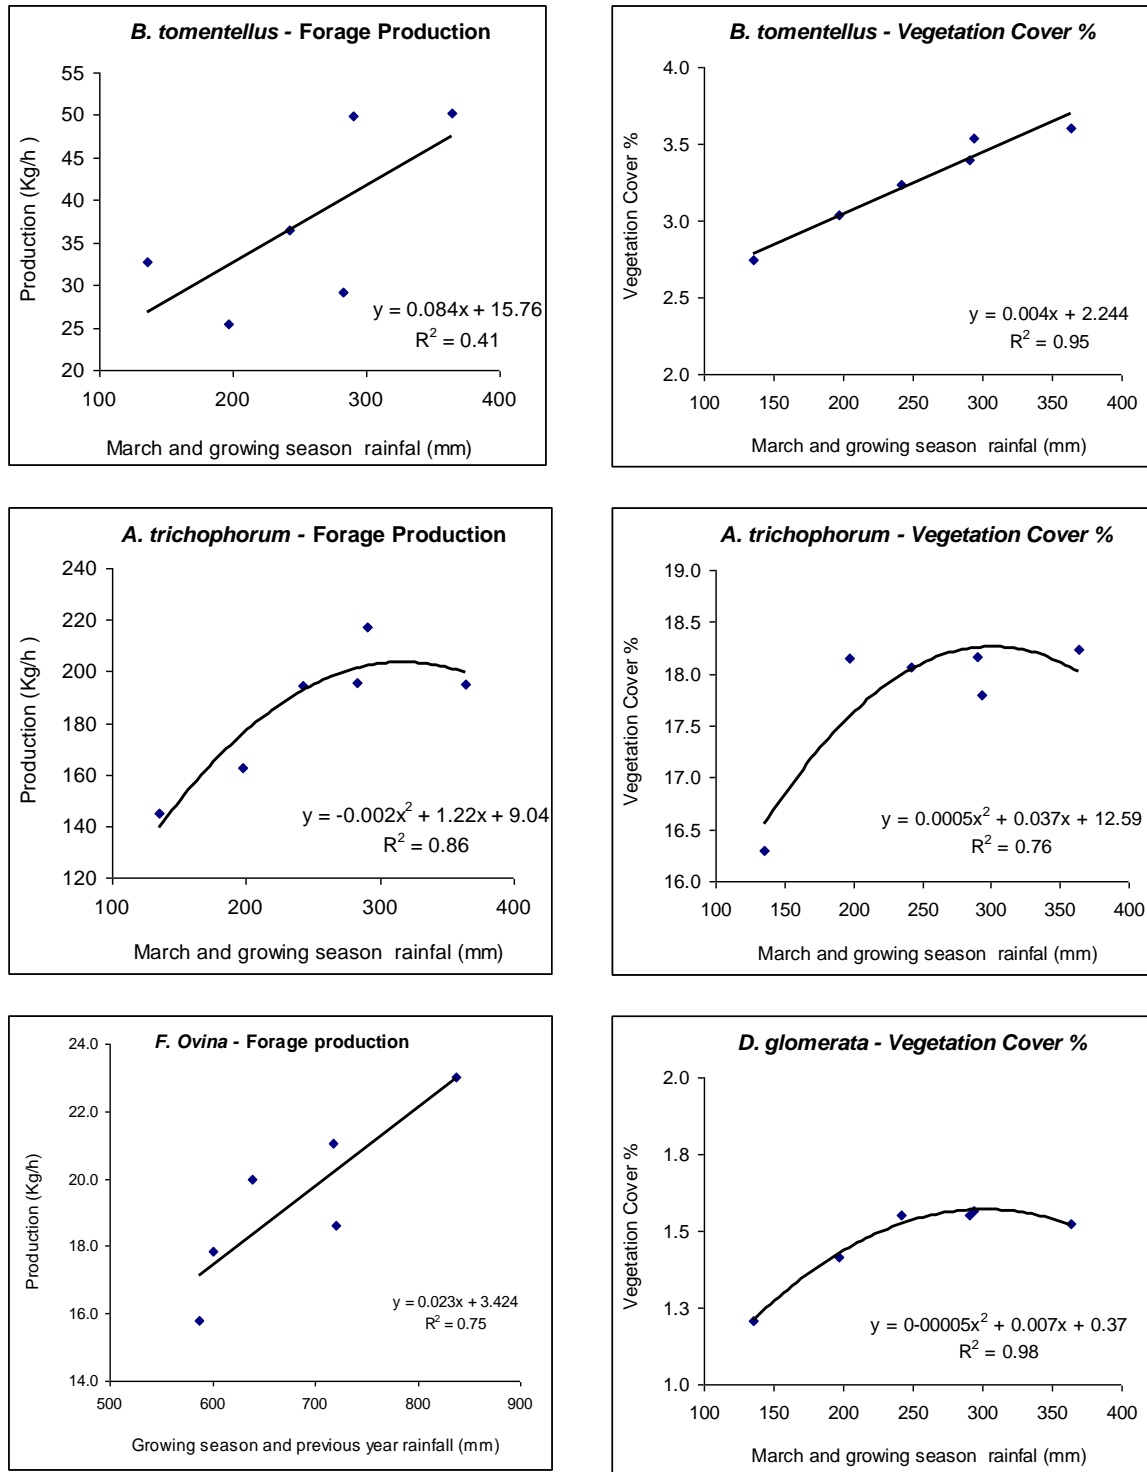 B. tomentellus - Forage Production
55
50
45
40
35
30
25
20
Production (Kg/h )
y = 0.084x + 15.76
R² = 0.41
100 200 300 400
March and growing season rainfal (mm)
B. tomentellus - Vegetation Cover %
4.0
3.5
3.0
2.5
2.0
Vegetation Cover %
y = 0.004x + 2.244
R² = 0.95
100 150 200 250 300 350 400
March and growing season rainfal (mm)
A. trichophorum - Forage Production
240
220
200
180
160
140
120
Production (Kg/h )
y = -0.002x² + 1.22x + 9.04
R² = 0.86
100 200 300 400
March and growing season rainfal (mm)
A. trichophorum - Vegetation Cover %
19.0
18.5
18.0
17.5
17.0
16.5
16.0
Vegetation Cover %
y = 0.0005x² + 0.037x + 12.59
R² = 0.76
100 150 200 250 300 350 400
March and growing season rainfal (mm)
F. Ovina - Forage production
24.0
22.0
20.0
18.0
16.0
14.0
Production (Kg/h)
y = 0.023x + 3.424
R² = 0.75
500 600 700 800 900
Growing season and previous year rainfall (mm)
D. glomerata - Vegetation Cover %
2.0
1.8
1.5
1.3
1.0
Vegetation Cover %
y = 0-00005x² + 0.007x + 0.37
R² = 0.98
100 150 200 250 300 350 400
March and growing season rainfal (mm)